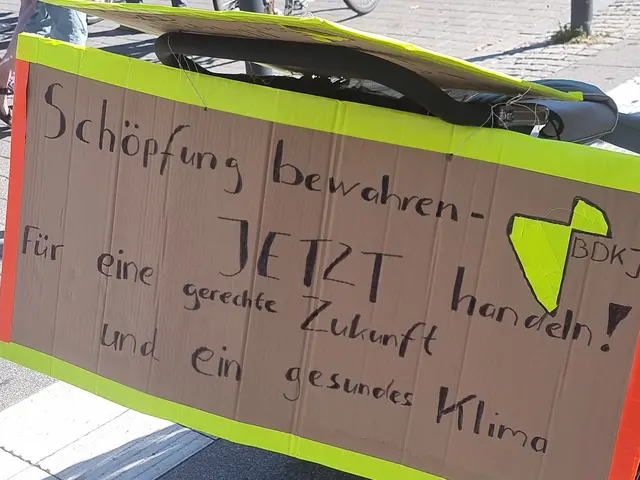 Schöpfung bewahren -
JETZT handeln!
BDKJ
Für eine gerechte Zukunft
und ein gesundes Klima